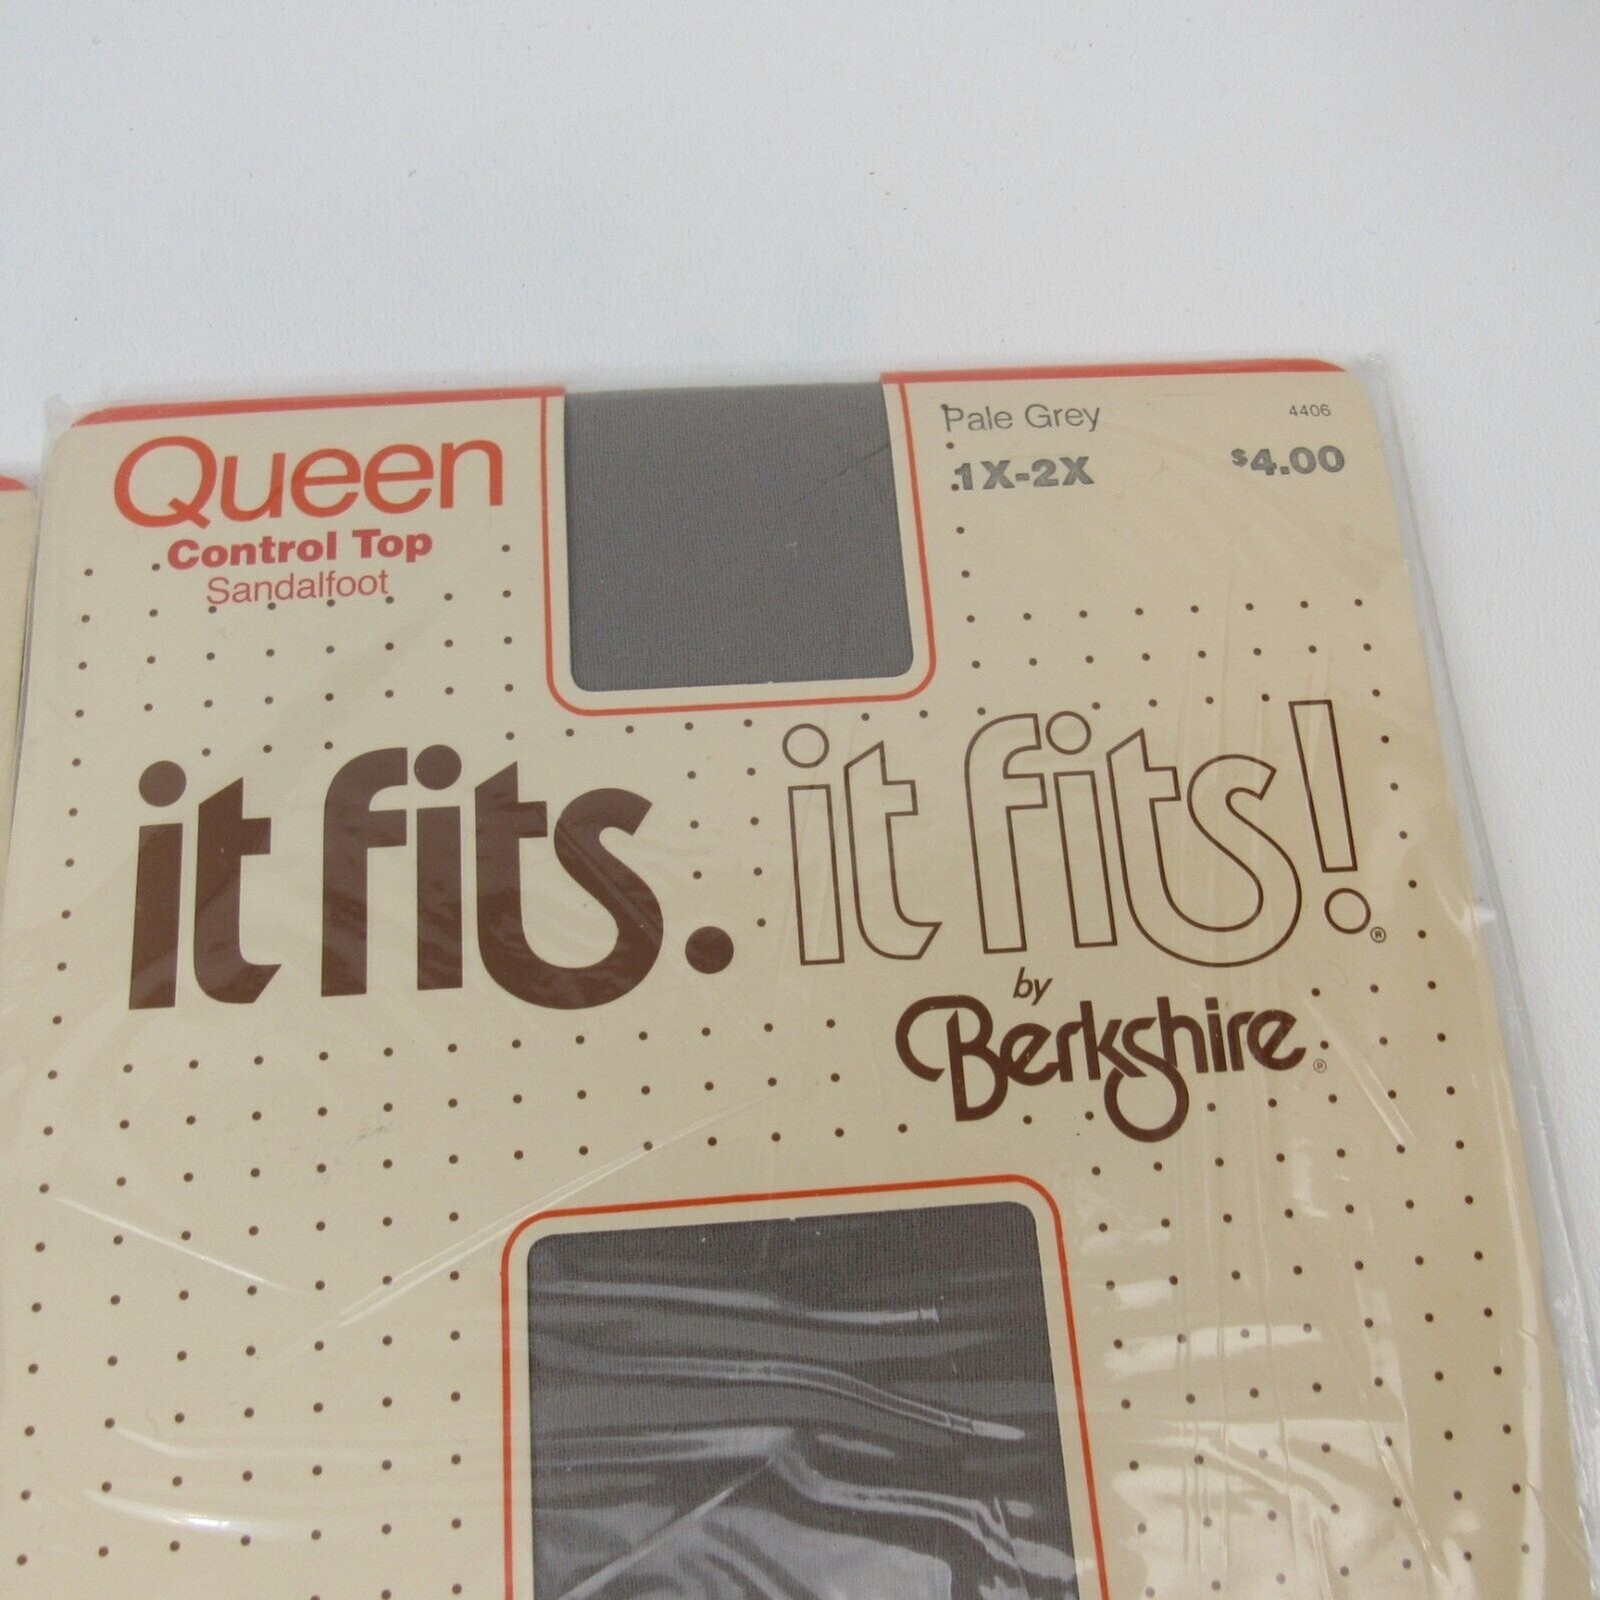 Queen
Control Top
Sandalfoot
Pale Grey 4406
1X-2X $4.00
it fits. it fits!®
by
Berkshire®